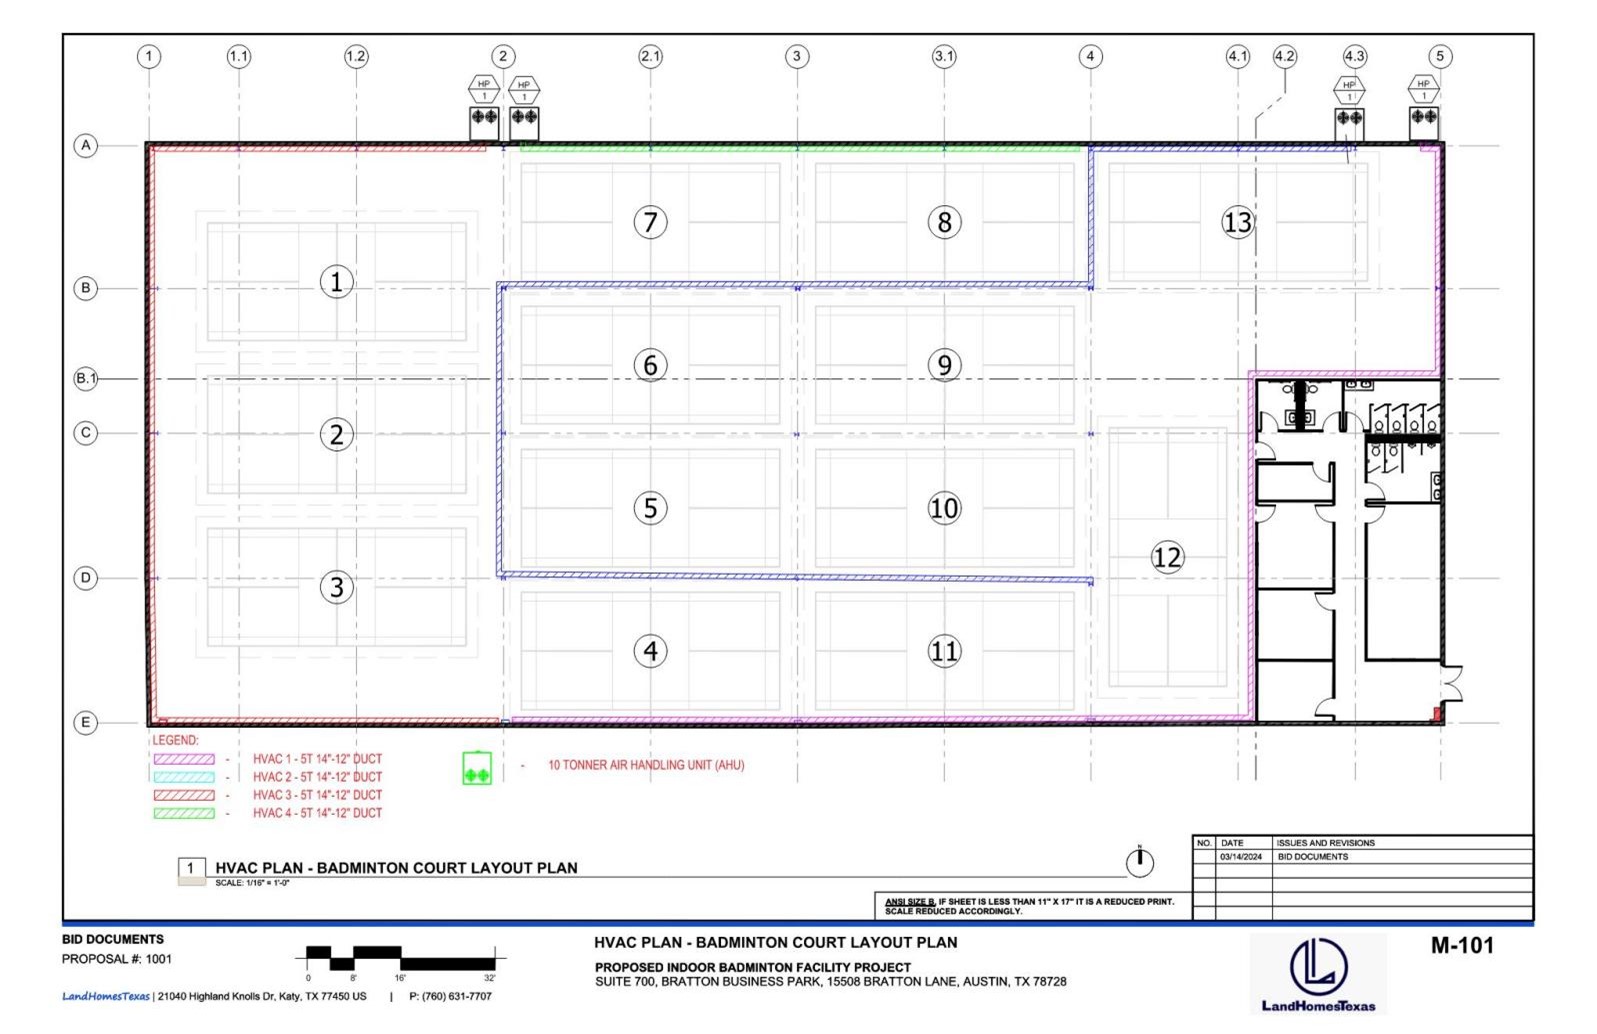 1 1.1 1.2 2 2.1 3 3.1 4 4.1 4.2 4.3 5
HP 1 HP 1 HP 1 HP 1
A
7 8 13
1
B
6 9
B.1
2
C
5 10
12
D
3
4 11
E
LEGEND:
- HVAC 1 - 5T 14"-12" DUCT
- HVAC 2 - 5T 14"-12" DUCT
- HVAC 3 - 5T 14"-12" DUCT
- HVAC 4 - 5T 14"-12" DUCT
- 10 TONNER AIR HANDLING UNIT (AHU)
1 HVAC PLAN - BADMINTON COURT LAYOUT PLAN
SCALE: 1/16" = 1'-0"
N
NO. DATE ISSUES AND REVISIONS
03/14/2024 BID DOCUMENTS
ANSI SIZE B, IF SHEET IS LESS THAN 11" X 17" IT IS A REDUCED PRINT.
SCALE REDUCED ACCORDINGLY.
BID DOCUMENTS
PROPOSAL #: 1001
0 8' 16' 32'
LandHomesTexas | 21040 Highland Knolls Dr, Katy, TX 77450 US | P: (760) 631-7707
HVAC PLAN - BADMINTON COURT LAYOUT PLAN
PROPOSED INDOOR BADMINTON FACILITY PROJECT
SUITE 700, BRATTON BUSINESS PARK, 15508 BRATTON LANE, AUSTIN, TX 78728
LandHomesTexas
M-101